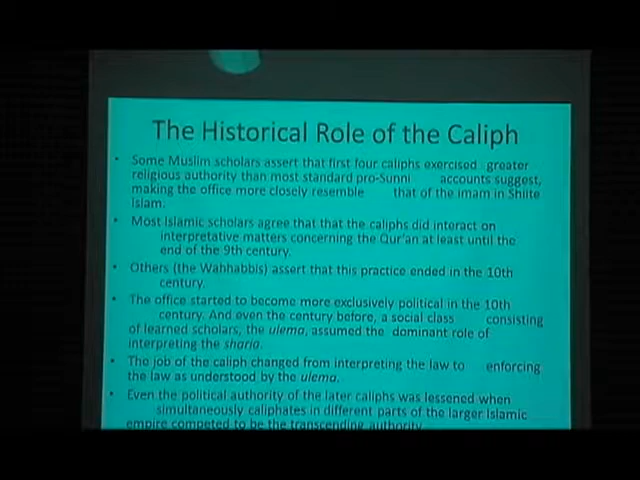 The Historical Role of the Caliph
• Some Muslim scholars assert that first four caliphs exercised greater
religious authority than most standard pro-Sunni accounts suggest,
making the office more closely resemble that of the imam in Shiite
Islam.
• Most Islamic scholars agree that that the caliphs did interact on
interpretative matters concerning the Qur'an at least until the
end of the 9th century.
• Others (the Wahhabbis) assert that this practice ended in the 10th
century.
• The office started to become more exclusively political in the 10th
century. And even the century before, a social class consisting
of learned scholars, the ulema, assumed the dominant role of
interpreting the sharia.
• The job of the caliph changed from interpreting the law to enforcing
the law as understood by the ulema.
• Even the political authority of the later caliphs was lessened when
simultaneously caliphates in different parts of the larger Islamic
empire competed to be the transcending authority.